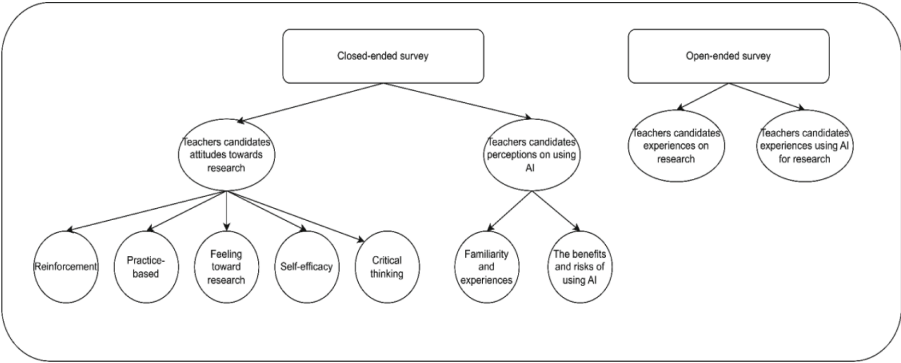 Closed-ended survey
Open-ended survey
Teachers candidates
attitudes towards
research
Teachers candidates
perceptions on using
AI
Teachers candidates
experiences on
research
Teachers candidates
experiences using AI
for research
Reinforcement
Practice-
based
Feeling
toward
research
Self-efficacy
Critical
thinking
Familiarity
and
experiences
The benefits
and risks of
using AI